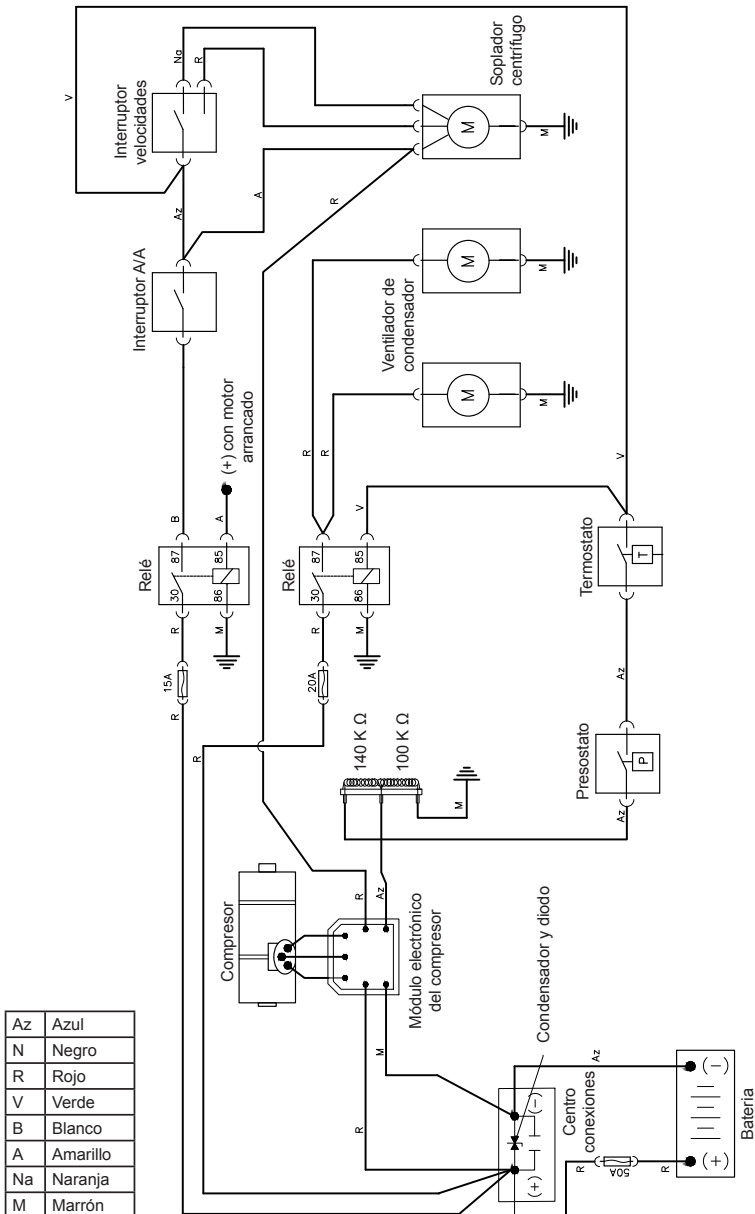 V
Na
R
Interruptor
velocidades
Az
A
R
Soplador
centrífugo
M
M
Interruptor A/A
Ventilador de
condensador
M
M
M
M
(+) con motor
arrancado
B
A
R
R
V
V
Relé
87
85
30
86
R
M
Relé
87
85
30
86
R
M
Termostato
T
15A
20A
R
R
Az
140 K Ω
100 K Ω
M
Presostato
P
Az
Compresor
R
Az
Módulo electrónico
del compresor
Condensador y diodo
M
R
Az
Centro
conexiones
(-)
(+)
R
50A
R
(-)
(+)
Bateria
Az Azul
N Negro
R Rojo
V Verde
B Blanco
A Amarillo
Na Naranja
M Marrón